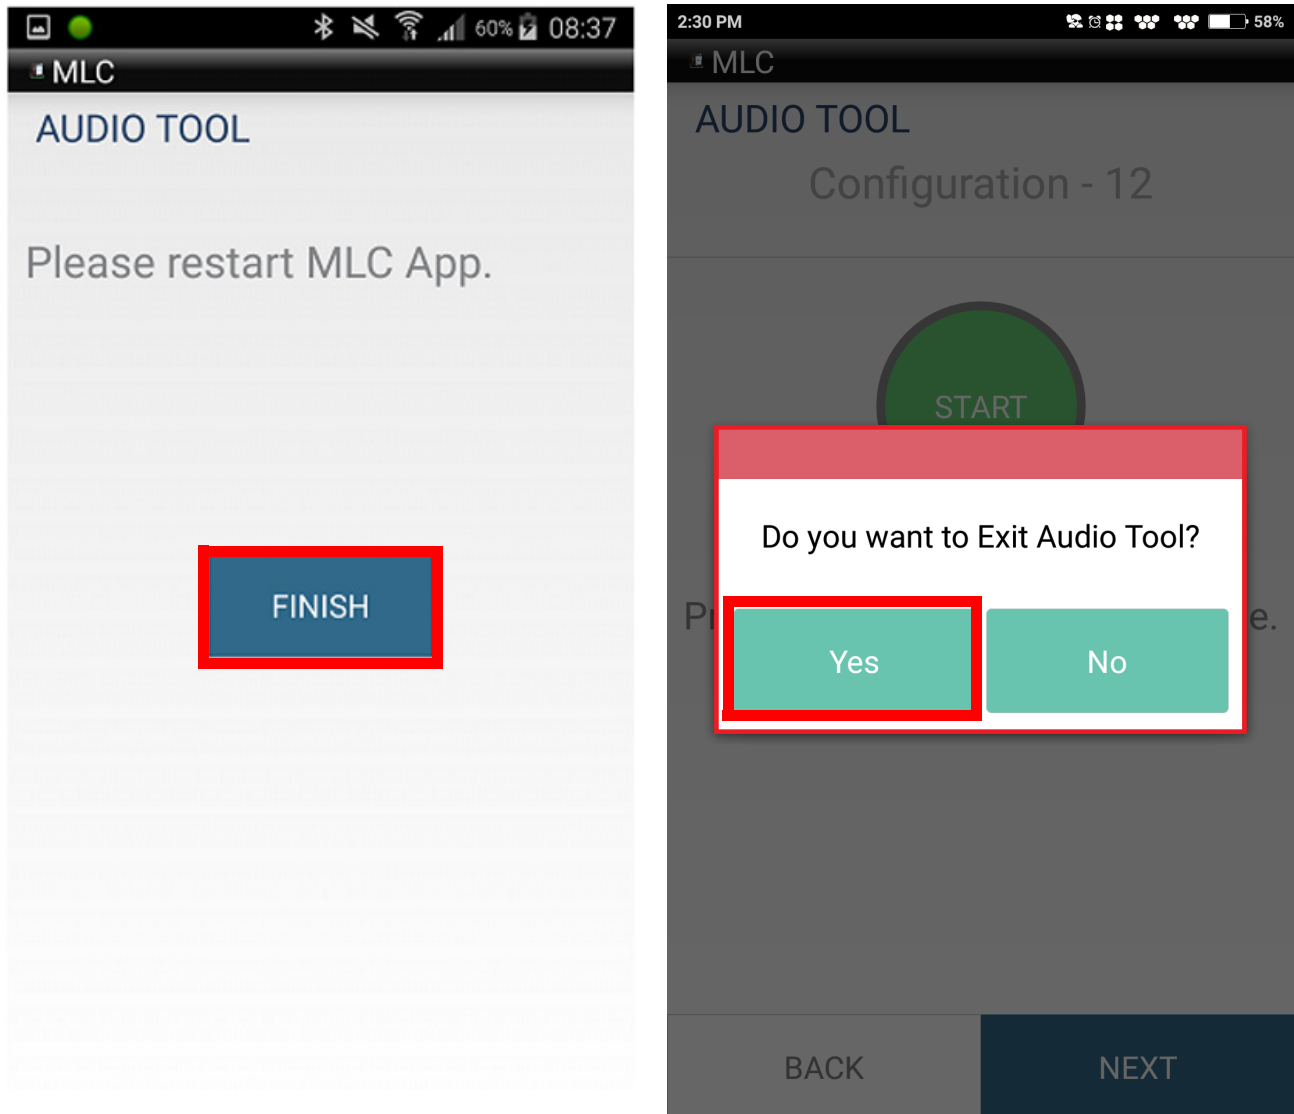 60% 08:37
MLC
AUDIO TOOL
Please restart MLC App.
FINISH
2:30 PM 58%
MLC
AUDIO TOOL
Configuration - 12
START
Do you want to Exit Audio Tool?
Yes No
BACK NEXT